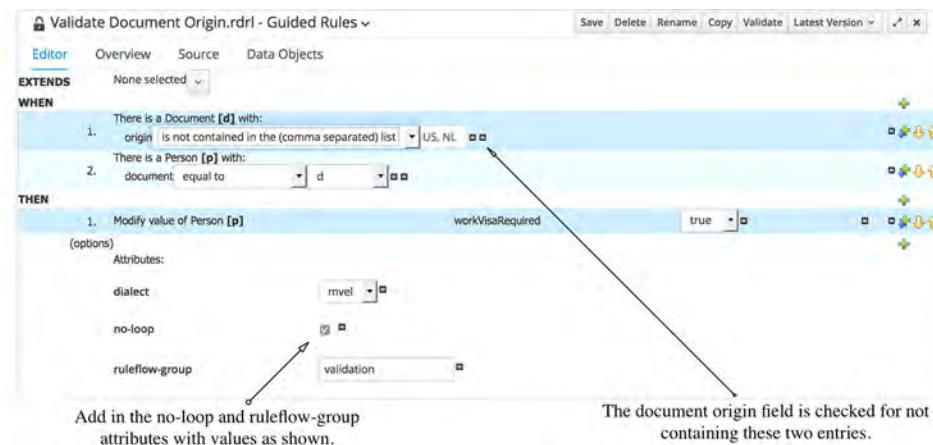 Validate Document Origin.rdrl - Guided Rules
Save Delete Rename Copy Validate Latest Version
Editor Overview Source Data Objects
EXTENDS None selected
WHEN
There is a Document [d] with:
1. origin is not contained in the (comma separated) list US, NL
There is a Person [p] with:
2. document equal to d
THEN
1. Modify value of Person [p] workVisaRequired true
(options)
Attributes:
dialect mvel
no-loop
ruleflow-group validation
Add in the no-loop and ruleflow-group
attributes with values as shown.
The document origin field is checked for not
containing these two entries.